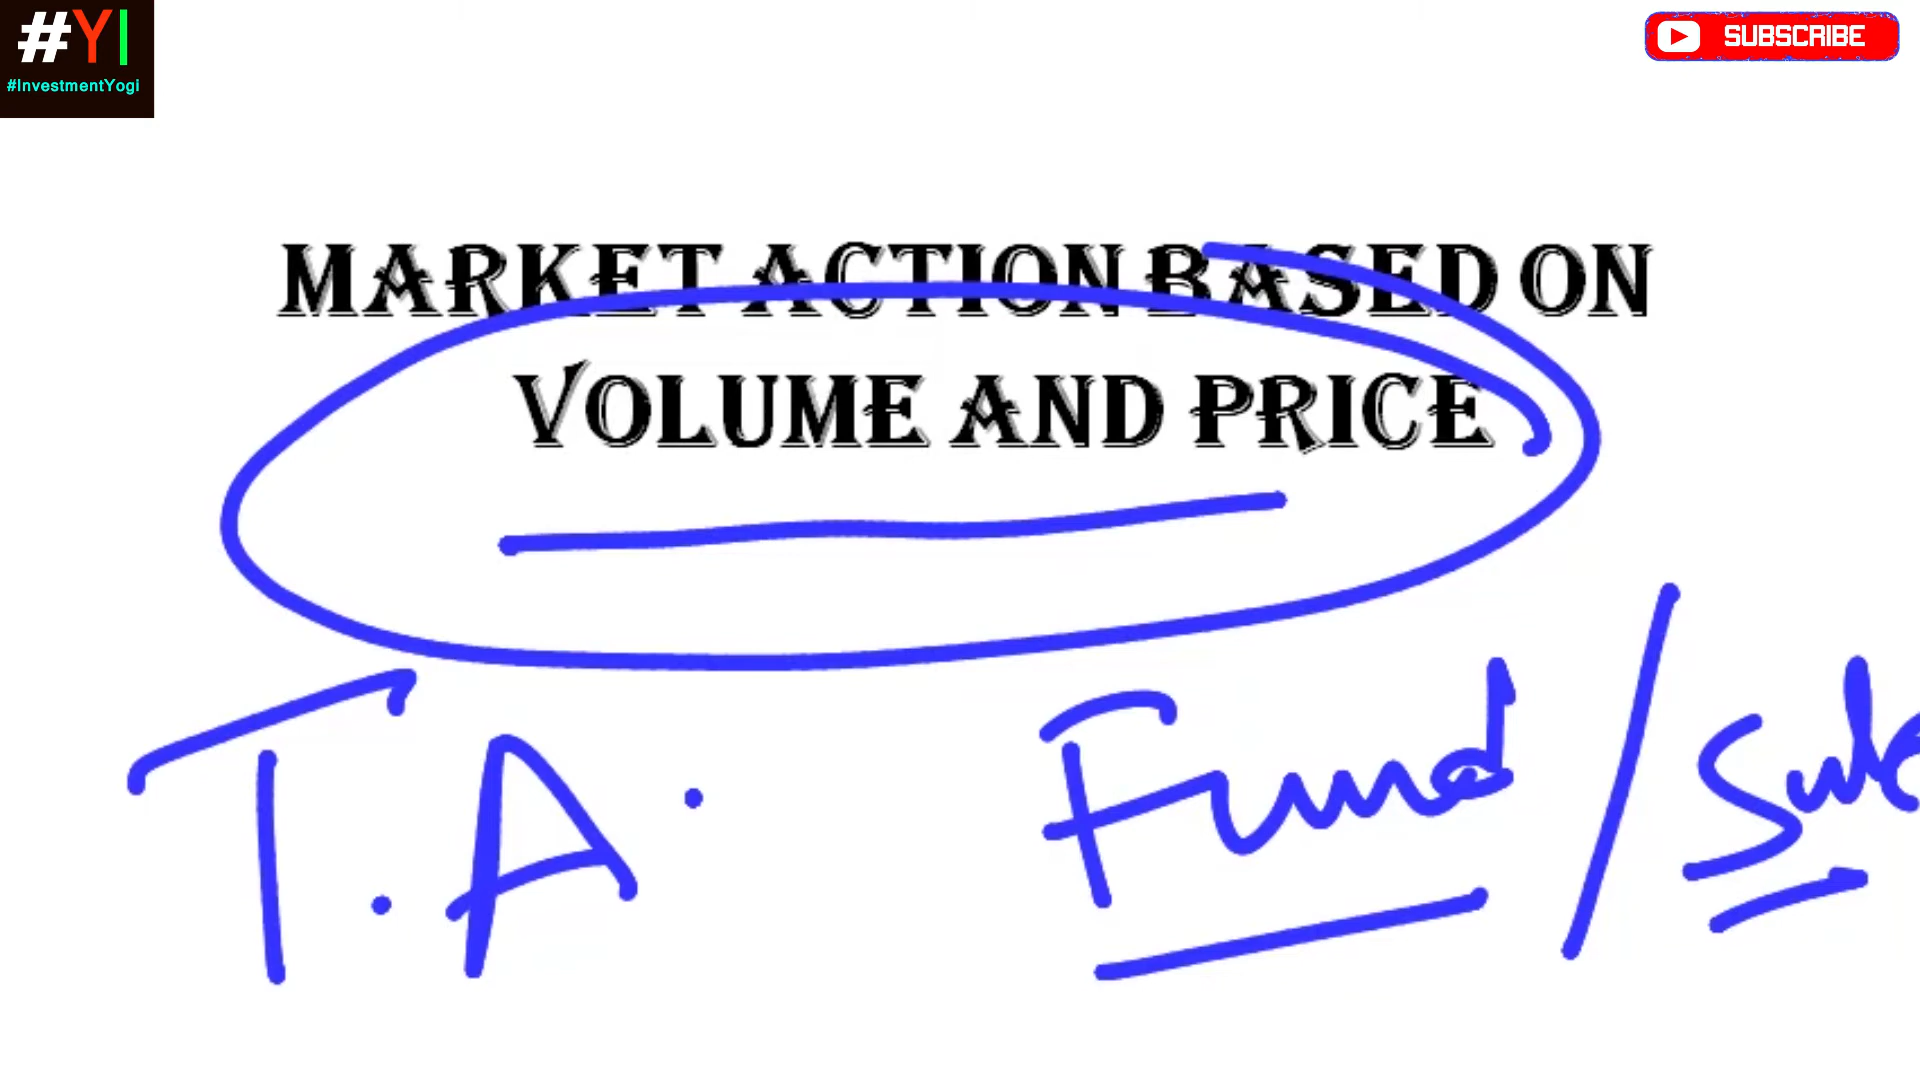 #YI
#InvestmentYogi
SUBSCRIBE
MARKET ACTION BASED ON
VOLUME AND PRICE
T.A. Fund /